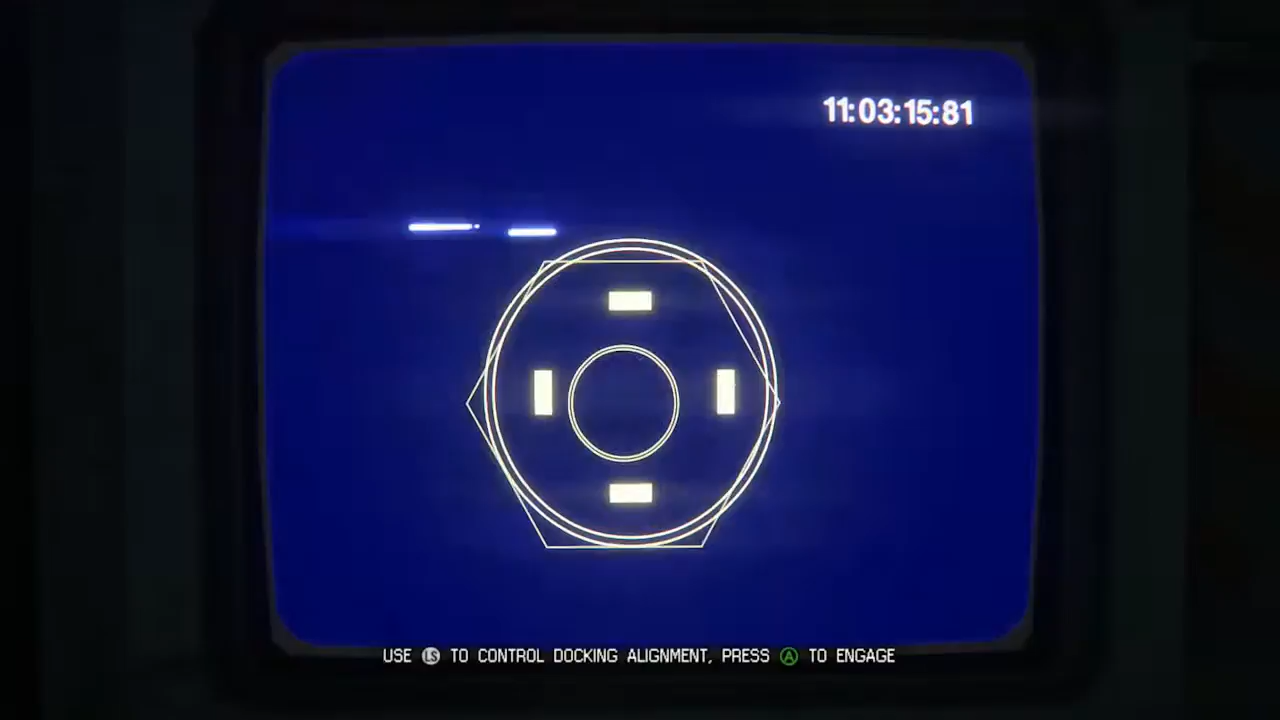 11:03:15:81
USE LS TO CONTROL DOCKING ALIGNMENT, PRESS A TO ENGAGE